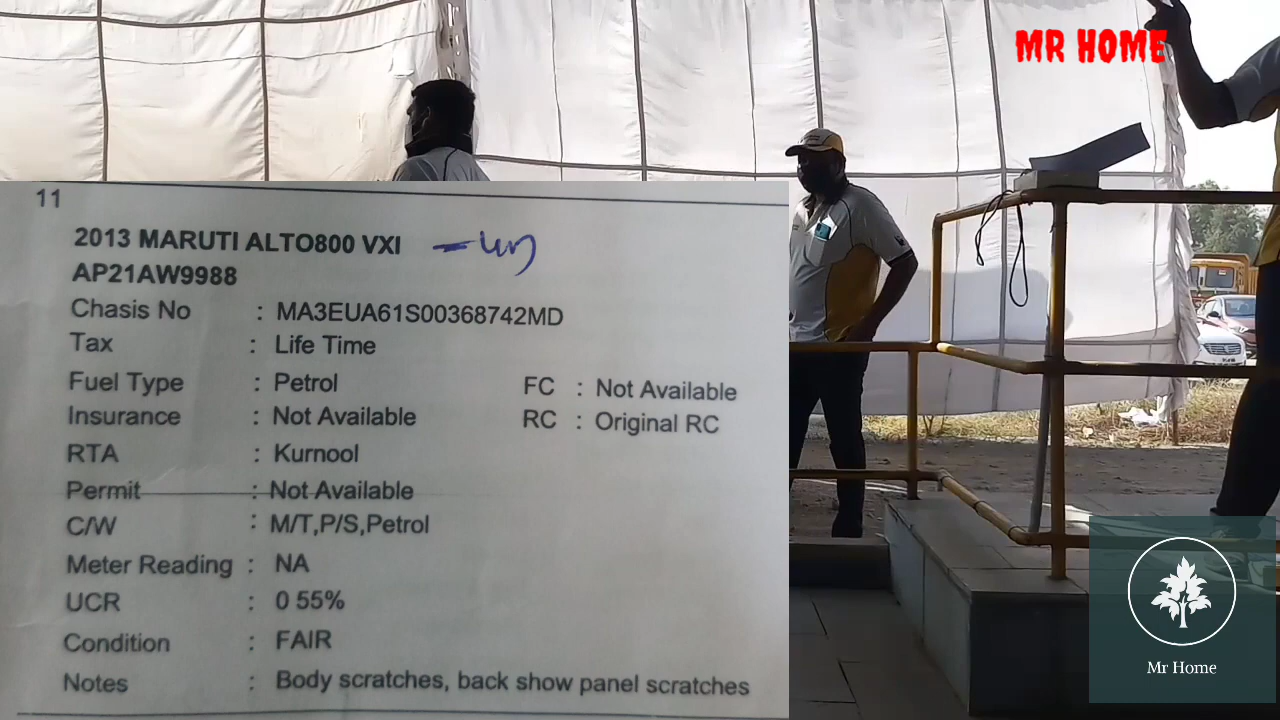 MR HOME
11
2013 MARUTI ALTO800 VXI
AP21AW9988
Chasis No : MA3EUA61S00368742MD
Tax : Life Time
Fuel Type : Petrol FC : Not Available
Insurance : Not Available RC : Original RC
RTA : Kurnool
Permit : Not Available
C/W : M/T,P/S,Petrol
Meter Reading : NA
UCR : 0 55%
Condition : FAIR
Notes : Body scratches, back show panel scratches
Mr Home